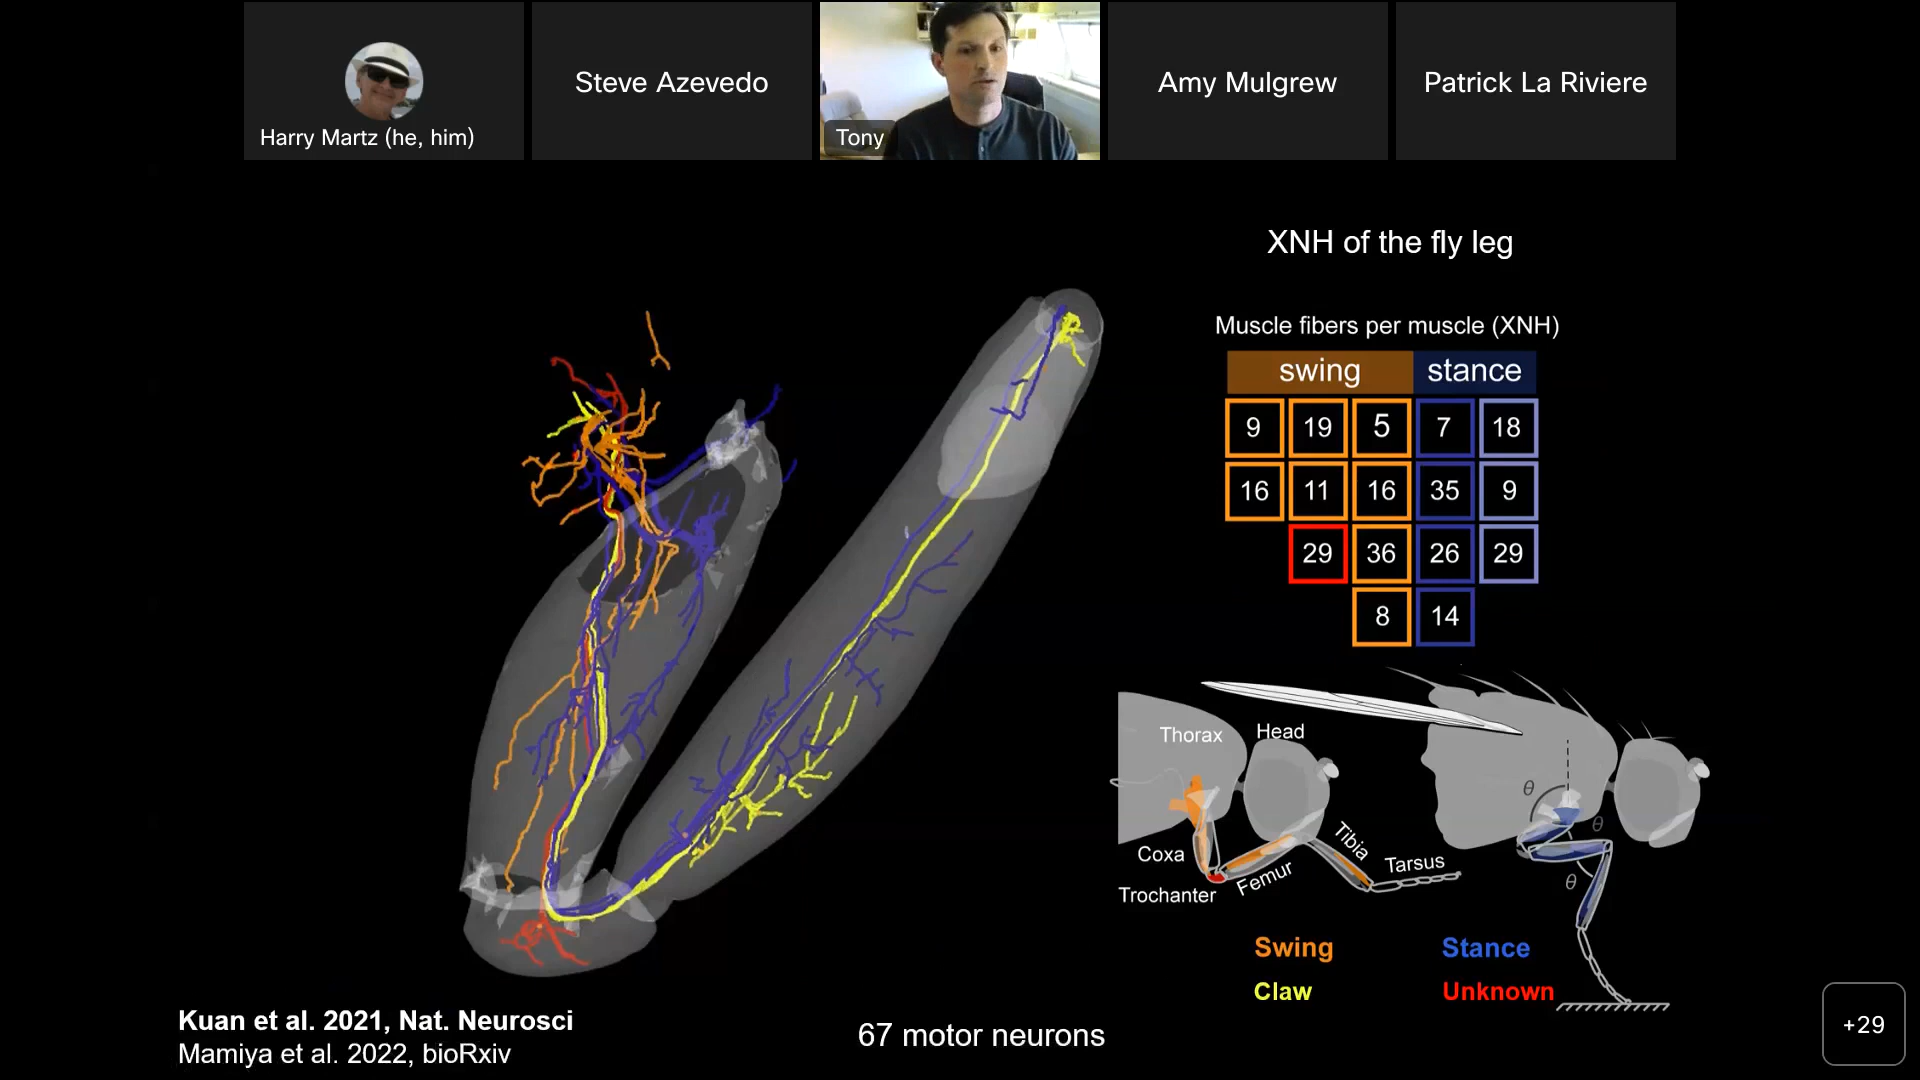 Harry Martz (he, him)
Steve Azevedo
Tony
Amy Mulgrew
Patrick La Riviere
XNH of the fly leg
Muscle fibers per muscle (XNH)
swing stance
9 19 5 7 18
16 11 16 35 9
29 36 26 29
8 14
Thorax
Head
θ
θ
θ
Coxa
Trochanter
Femur
Tibia
Tarsus
Swing
Stance
Claw
Unknown
Kuan et al. 2021, Nat. Neurosci
Mamiya et al. 2022, bioRxiv
67 motor neurons
+29